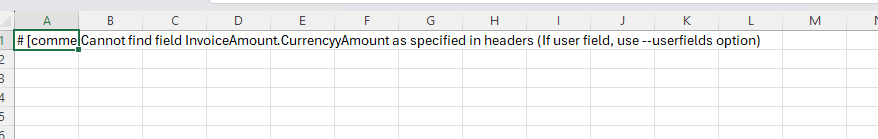 A B C D E F G H I J K L M
1 # [comme Cannot find field InvoiceAmount.CurrencyyAmount as specified in headers (If user field, use --userfields option)
2
3
4
5
6